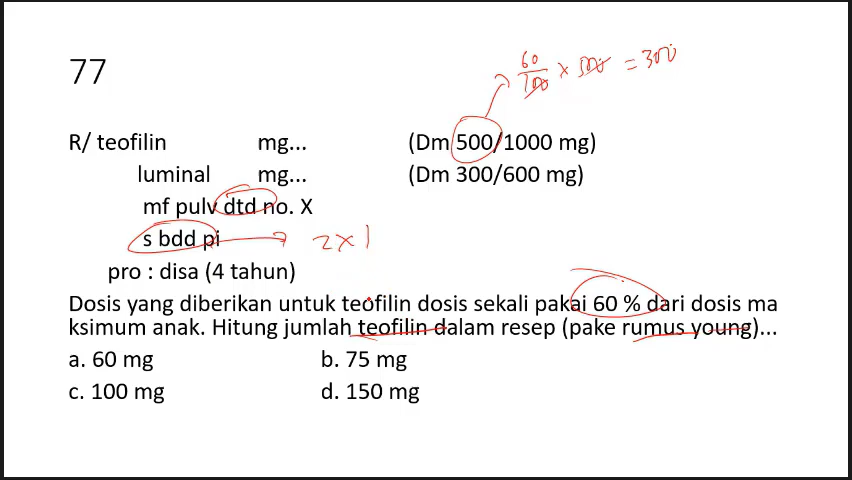 77
60/100 x 500 = 300
R/ teofilin mg... (Dm 500/1000 mg)
luminal mg... (Dm 300/600 mg)
mf pulv dtd no. X
s bdd pi → 2 x 1
pro : disa (4 tahun)
Dosis yang diberikan untuk teofilin dosis sekali pakai 60 % dari dosis ma
ksimum anak. Hitung jumlah teofilin dalam resep (pake rumus young)...
a. 60 mg b. 75 mg
c. 100 mg d. 150 mg